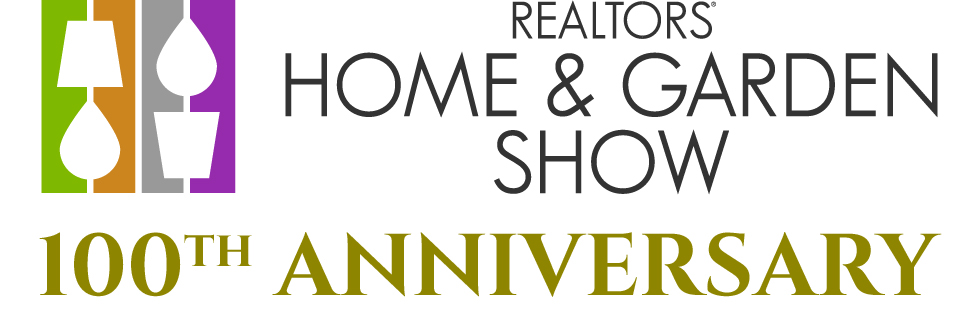 REALTORS®
HOME & GARDEN
SHOW
100TH ANNIVERSARY